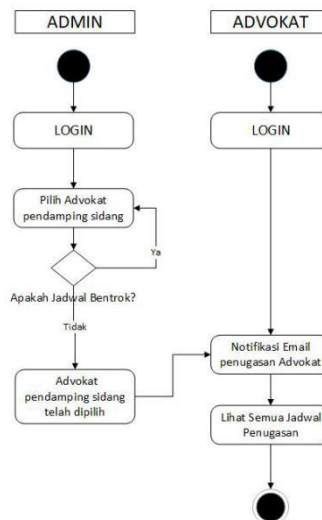 ADMIN
ADVOKAT
LOGIN
LOGIN
Pilih Advokat
pendamping sidang
Ya
Apakah Jadwal Bentrok?
Tidak
Notifikasi Email
penugasan Advokat
Advokat
pendamping sidang
telah dipilih
Lihat Semua Jadwal
Penugasan